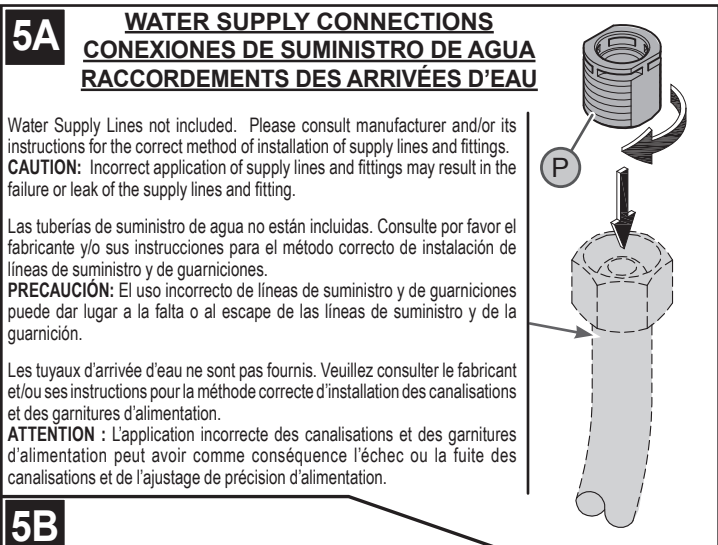 5A
WATER SUPPLY CONNECTIONS
CONEXIONES DE SUMINISTRO DE AGUA
RACCORDEMENTS DES ARRIVÉES D’EAU
Water Supply Lines not included. Please consult manufacturer and/or its
instructions for the correct method of installation of supply lines and fittings.
CAUTION: Incorrect application of supply lines and fittings may result in the
failure or leak of the supply lines and fitting.
Las tuberías de suministro de agua no están incluidas. Consulte por favor el
fabricante y/o sus instrucciones para el método correcto de instalación de
líneas de suministro y de guarniciones.
PRECAUCIÓN: El uso incorrecto de líneas de suministro y de guarniciones
puede dar lugar a la falta o al escape de las líneas de suministro y de la
guarnición.
Les tuyaux d’arrivée d’eau ne sont pas fournis. Veuillez consulter le fabricant
et/ou ses instructions pour la méthode correcte d’installation des canalisations
et des garnitures d’alimentation.
ATTENTION : L’application incorrecte des canalisations et des garnitures
d’alimentation peut avoir comme conséquence l’échec ou la fuite des
canalisations et de l’ajustage de précision d’alimentation.
P
5B